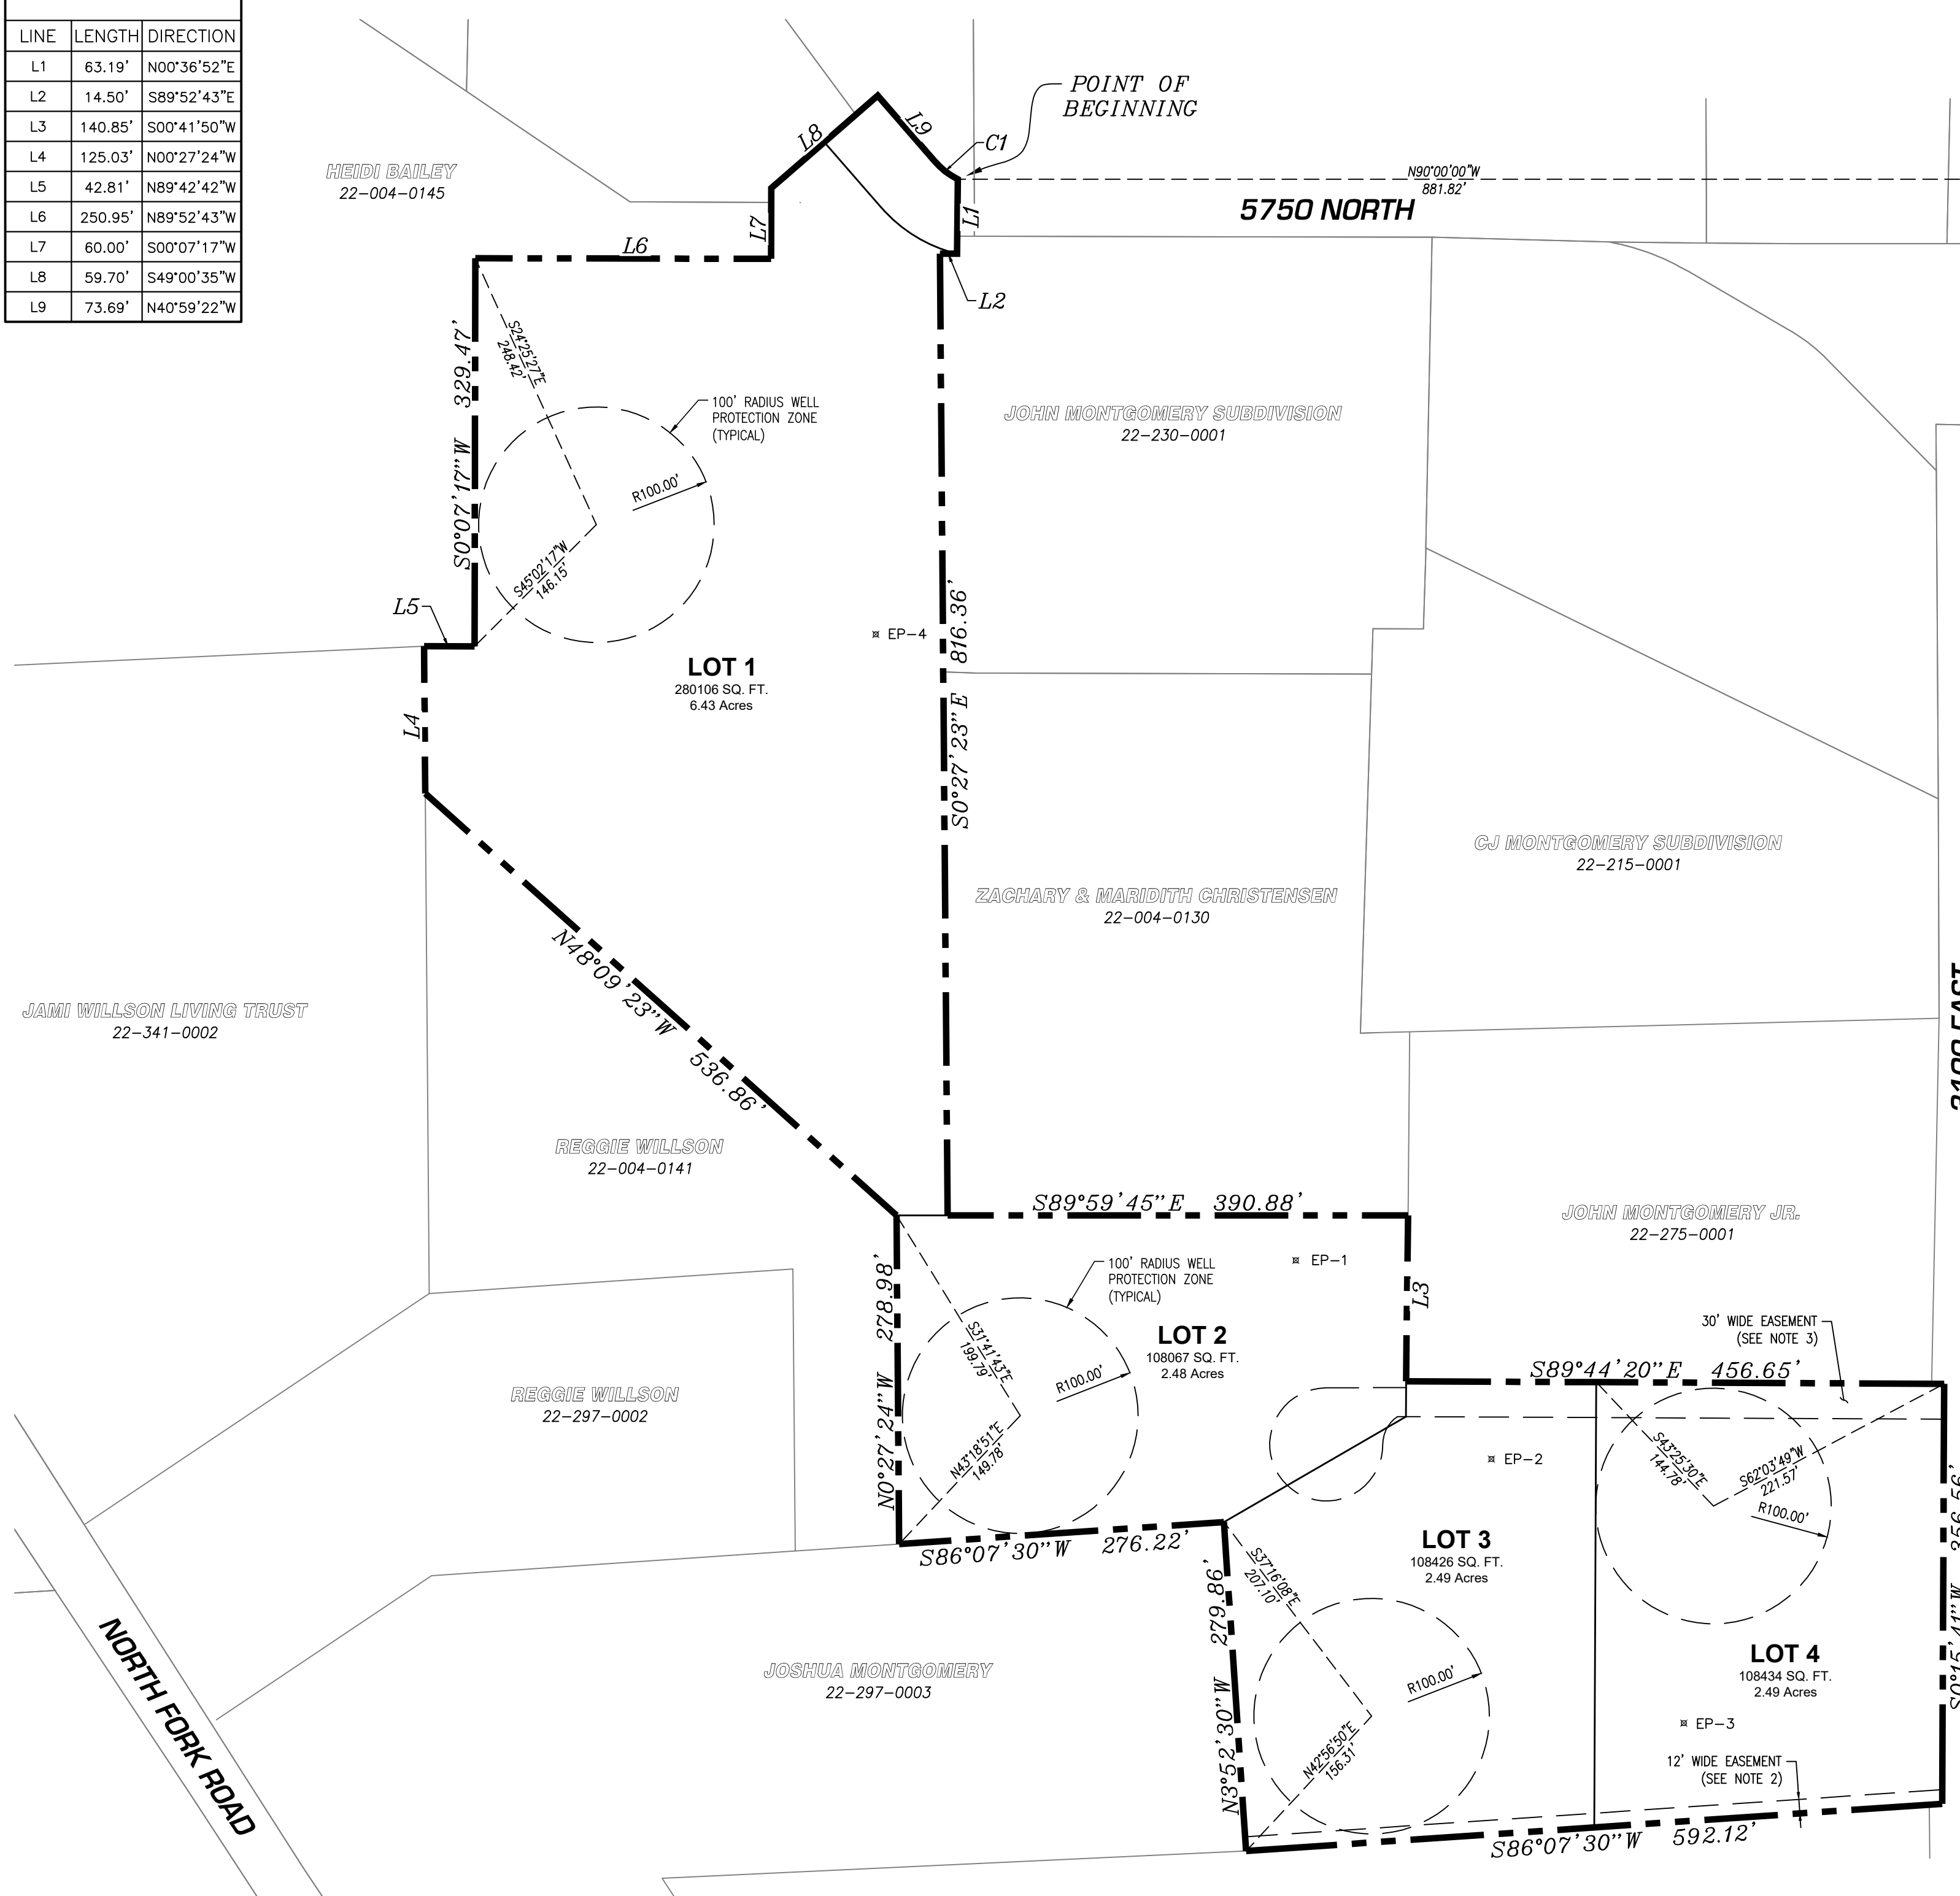 LINE LENGTH DIRECTION
L1 63.19' N00°36'52"E
L2 14.50' S89°52'43"E
L3 140.85' S00°41'50"W
L4 125.03' N00°27'24"W
L5 42.81' N89°42'42"W
L6 250.95' N89°52'43"W
L7 60.00' S00°07'17"W
L8 59.70' S49°00'35"W
L9 73.69' N40°59'22"W
POINT OF
BEGINNING
L8
L9
C1
HEIDI BAILEY
22-004-0145
N90°00'00"W
881.82'
5750 NORTH
L7
L1
L6
L2
S0°07'17"W 329.47'
S24°25'27"E
248.42'
100' RADIUS WELL
PROTECTION ZONE
(TYPICAL)
R100.00'
JOHN MONTGOMERY SUBDIVISION
22-230-0001
S45°02'17"W
146.15'
L5
EP-4
S0°27'23"E 816.36'
LOT 1
280106 SQ. FT.
6.43 Acres
L4
CJ MONTGOMERY SUBDIVISION
22-215-0001
ZACHARY & MARIDITH CHRISTENSEN
22-004-0130
N48°09'23"W 536.86'
JAMI WILLSON LIVING TRUST
22-341-0002
REGGIE WILLSON
22-004-0141
S89°59'45"E 390.88'
JOHN MONTGOMERY JR.
22-275-0001
EP-1
100' RADIUS WELL
PROTECTION ZONE
(TYPICAL)
L3
N0°27'24"W 278.98'
S31°41'43"E
199.79'
LOT 2
108067 SQ. FT.
2.48 Acres
R100.00'
30' WIDE EASEMENT
(SEE NOTE 3)
S89°44'20"E 456.65'
REGGIE WILLSON
22-297-0002
N43°18'51"E
149.78'
EP-2
S43°25'30"E
144.78'
S62°03'49"W
221.57'
R100.00'
S0°15'41"W 356.56'
S86°07'30"W 276.22'
LOT 3
108426 SQ. FT.
2.49 Acres
S37°16'08"E
207.10'
N3°52'30"W 279.86'
R100.00'
LOT 4
108434 SQ. FT.
2.49 Acres
JOSHUA MONTGOMERY
22-297-0003
NORTH FORK ROAD
EP-3
N42°56'50"E
156.31'
12' WIDE EASEMENT
(SEE NOTE 2)
S86°07'30"W 592.12'